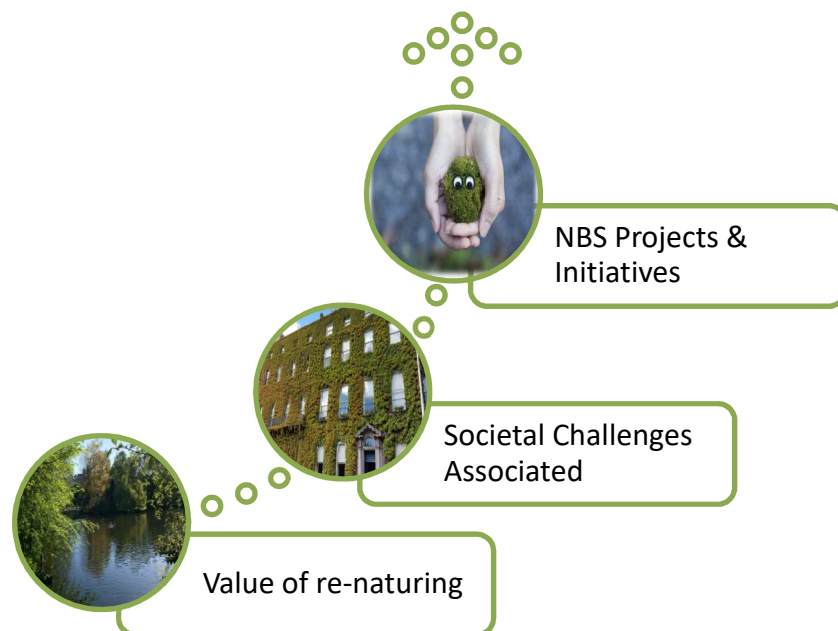 NBS Projects &
Initiatives
Societal Challenges
Associated
Value of re-naturing